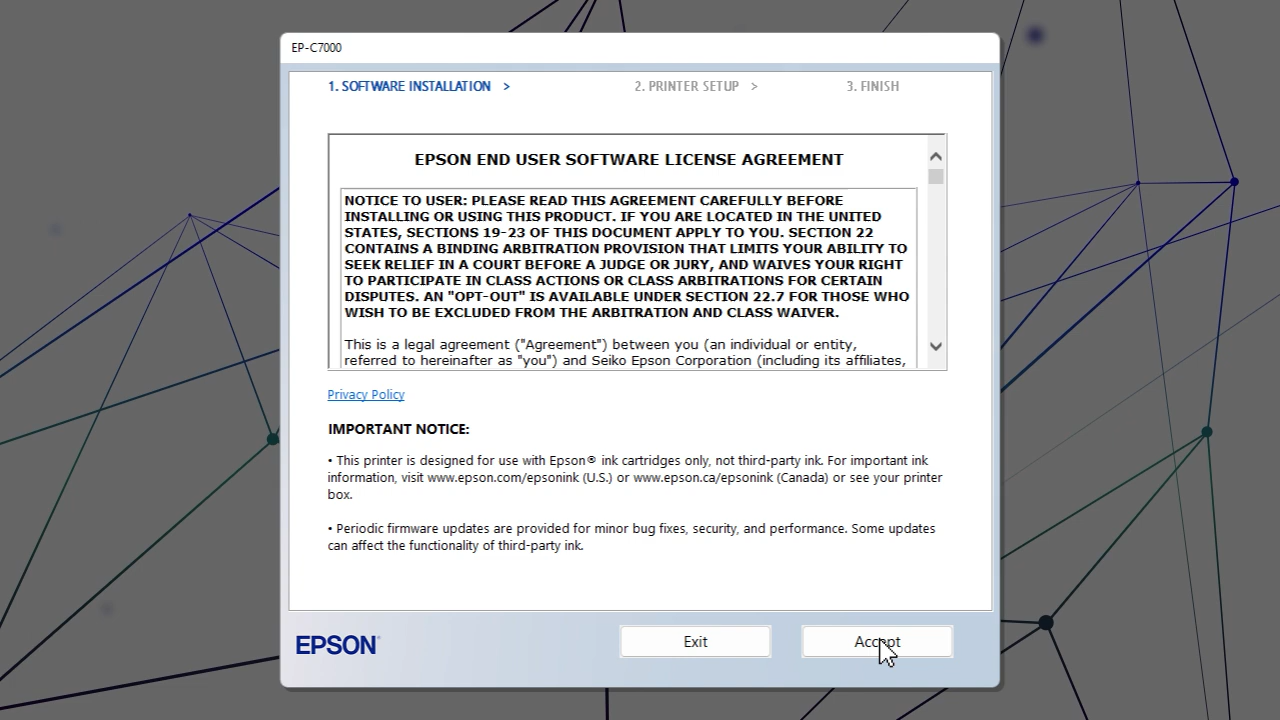 EP-C7000
1. SOFTWARE INSTALLATION > 2. PRINTER SETUP > 3. FINISH
EPSON END USER SOFTWARE LICENSE AGREEMENT
NOTICE TO USER: PLEASE READ THIS AGREEMENT CAREFULLY BEFORE
INSTALLING OR USING THIS PRODUCT. IF YOU ARE LOCATED IN THE UNITED
STATES, SECTIONS 19-23 OF THIS DOCUMENT APPLY TO YOU. SECTION 22
CONTAINS A BINDING ARBITRATION PROVISION THAT LIMITS YOUR ABILITY TO
SEEK RELIEF IN A COURT BEFORE A JUDGE OR JURY, AND WAIVES YOUR RIGHT
TO PARTICIPATE IN CLASS ACTIONS OR CLASS ARBITRATIONS FOR CERTAIN
DISPUTES. AN "OPT-OUT" IS AVAILABLE UNDER SECTION 22.7 FOR THOSE WHO
WISH TO BE EXCLUDED FROM THE ARBITRATION AND CLASS WAIVER.
This is a legal agreement ("Agreement") between you (an individual or entity,
referred to hereinafter as "you") and Seiko Epson Corporation (including its affiliates,
Privacy Policy
IMPORTANT NOTICE:
• This printer is designed for use with Epson® ink cartridges only, not third-party ink. For important ink
information, visit www.epson.com/epsonink (U.S.) or www.epson.ca/epsonink (Canada) or see your printer
box.
• Periodic firmware updates are provided for minor bug fixes, security, and performance. Some updates
can affect the functionality of third-party ink.
EPSON Exit Accept